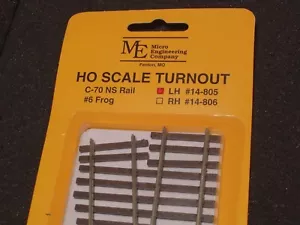 ME
Micro
Engineering
Company
Fenton, MO
HO SCALE TURNOUT
C-70 NS Rail
LH #14-805
#6 Frog
RH #14-806